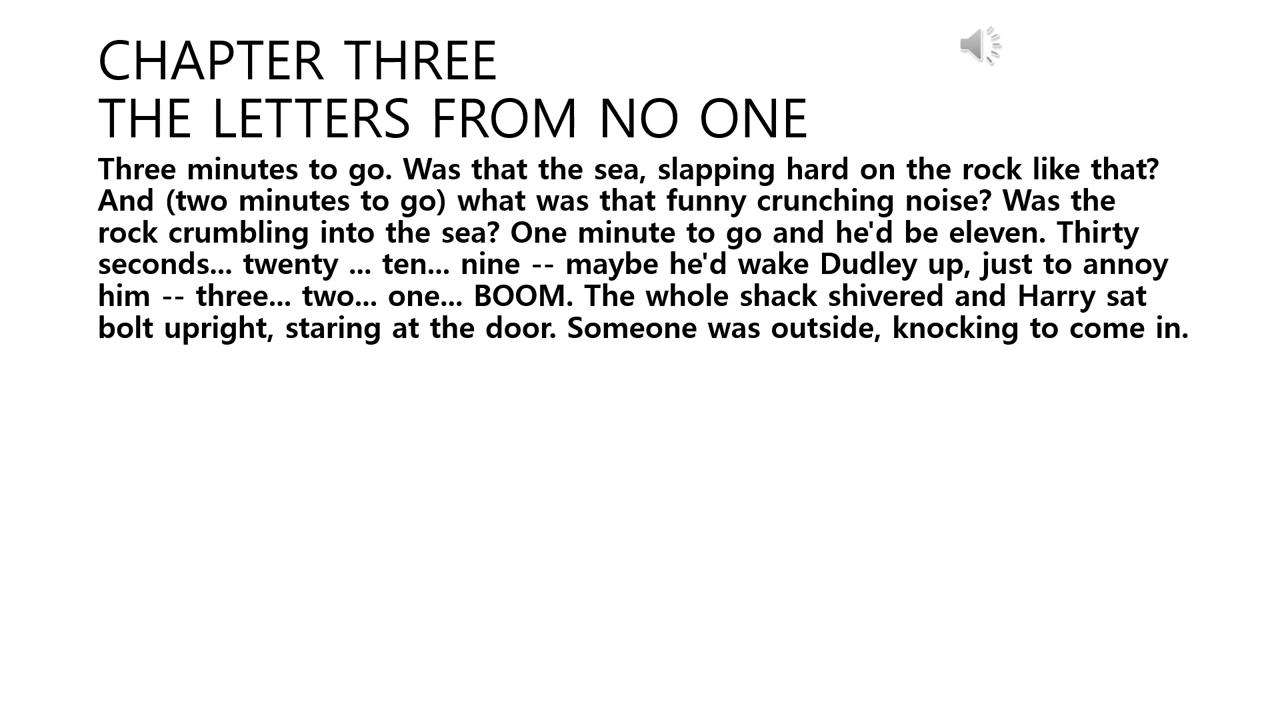 CHAPTER THREE
THE LETTERS FROM NO ONE
Three minutes to go. Was that the sea, slapping hard on the rock like that?
And (two minutes to go) what was that funny crunching noise? Was the
rock crumbling into the sea? One minute to go and he'd be eleven. Thirty
seconds... twenty ... ten... nine -- maybe he'd wake Dudley up, just to annoy
him -- three... two... one... BOOM. The whole shack shivered and Harry sat
bolt upright, staring at the door. Someone was outside, knocking to come in.